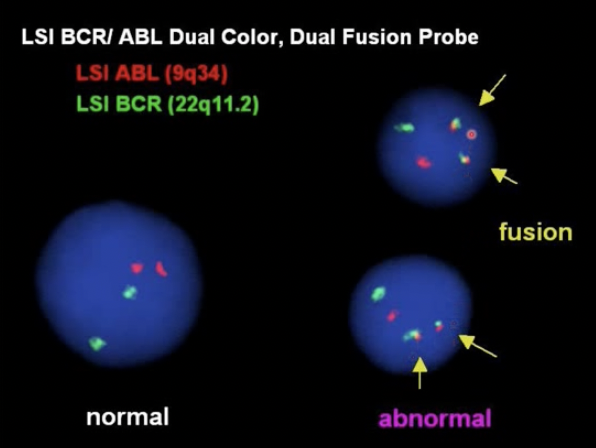 LSI BCR/ ABL Dual Color, Dual Fusion Probe
LSI ABL (9q34)
LSI BCR (22q11.2)
fusion
normal
abnormal